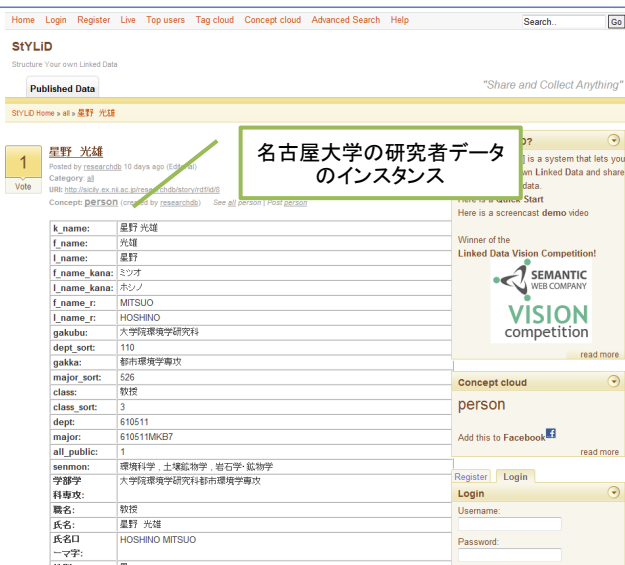 Home Login Register Live Top users Tag cloud Concept cloud Advanced Search Help Search.. Go
StYLiD
Structure Your own Linked Data
Published Data
"Share and Collect Anything"
StYLiD Home » all » 星野 光雄
1
Vote
星野 光雄
Posted by researchdb 10 days ago (Editorial)
Category: all
URI: http://sicily.ex.nii.ac.jp/researchdb/story/rdf/id/8
Concept: person (created by researchdb) See all person | Post person
名古屋大学の研究者データ
のインスタンス
k_name: 星野 光雄
f_name: 光雄
l_name: 星野
f_name_kana: ミツオ
l_name_kana: ホシノ
f_name_r: MITSUO
l_name_r: HOSHINO
gakubu: 大学院環境学研究科
dept_sort: 110
gakka: 都市環境学専攻
major_sort: 526
class: 教授
class_sort: 3
dept: 610511
major: 610511MKB7
all_public: 1
senmon: 環境科学 , 土壌鉱物学 , 岩石学･鉱物学
学部学 大学院環境学研究科都市環境学専攻
科専攻:
職名: 教授
氏名: 星野 光雄
氏名ロ HOSHINO MITSUO
ーマ字:
D?
is a system that lets you
wn Linked Data and share
data.
Here is a Quick Start
Here is a screencast demo video
Winner of the
Linked Data Vision Competition!
SEMANTIC
WEB COMPANY
VISION
competition
read more
Concept cloud
person
Add this to Facebook
read more
Register Login
Login
Username:
Password: